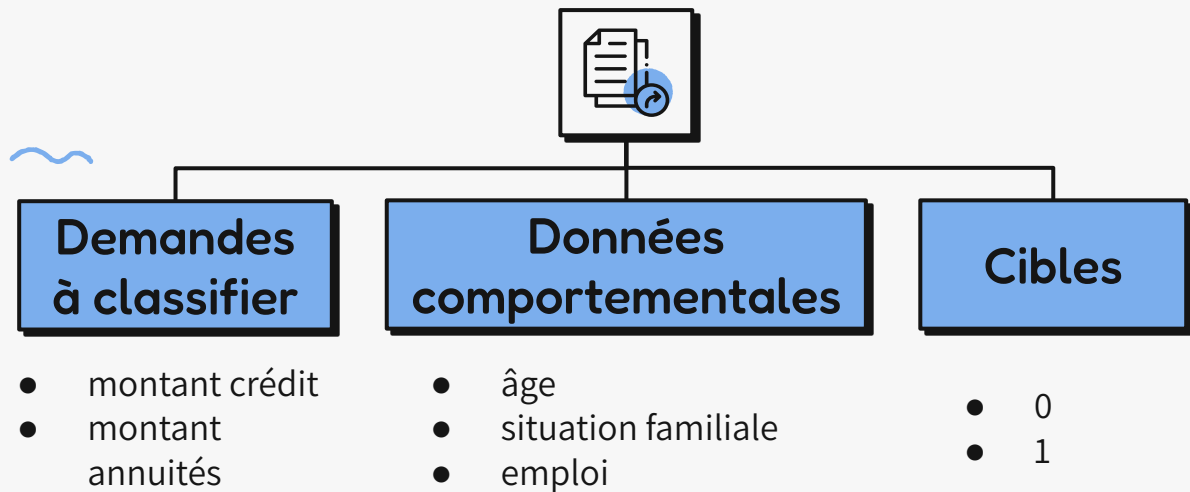 Demandes
à classifier
Données
comportementales
Cibles
● montant crédit
● montant
annuités
● âge
● situation familiale
● emploi
● 0
● 1